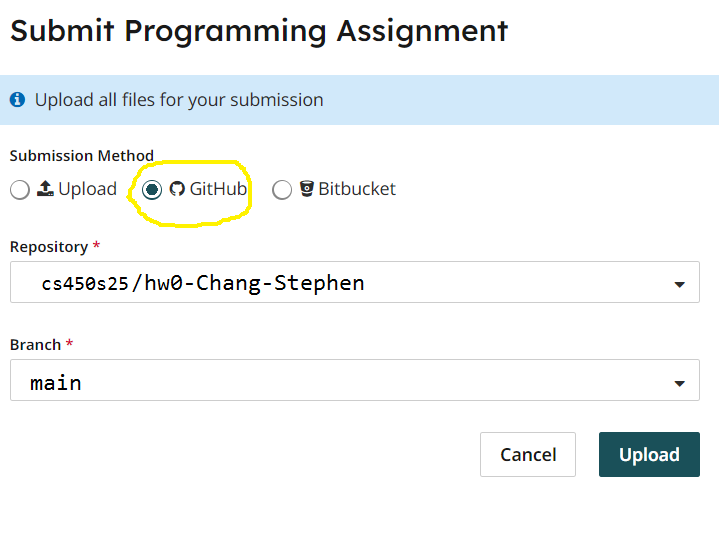 Submit Programming Assignment
Upload all files for your submission
Submission Method
Upload GitHub Bitbucket
Repository *
cs450s25/hw0-Chang-Stephen
Branch *
main
Cancel Upload